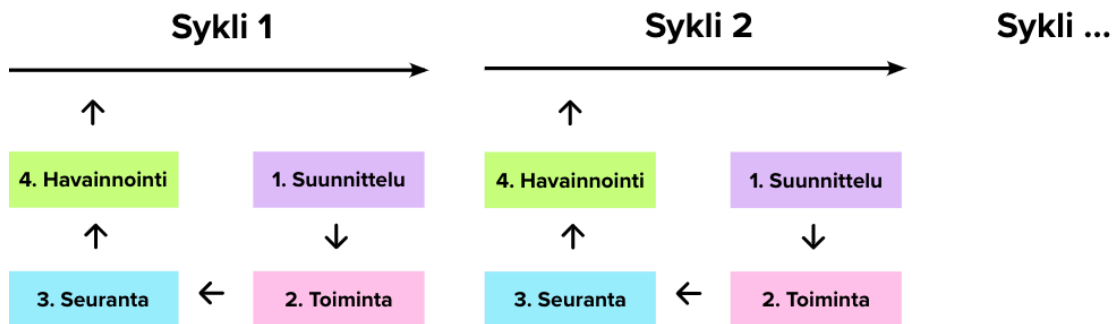 Sykli 1
Sykli 2
Sykli ...
4. Havainnointi
1. Suunnittelu
4. Havainnointi
1. Suunnittelu
3. Seuranta
2. Toiminta
3. Seuranta
2. Toiminta